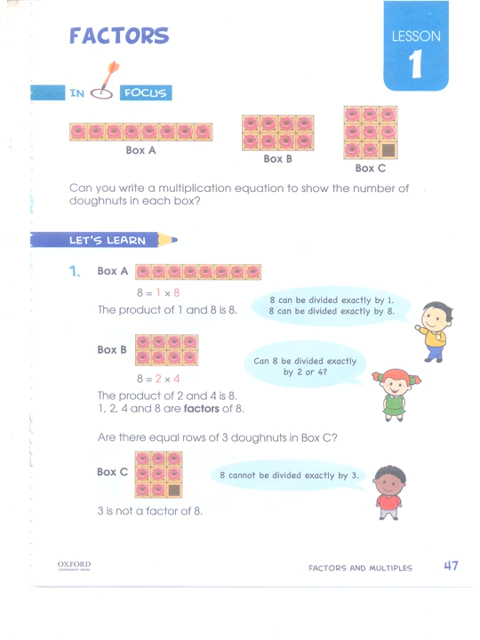 FACTORS
LESSON
1
IN FOCUS
Box A
Box B
Box C
Can you write a multiplication equation to show the number of
doughnuts in each box?
LET'S LEARN
1. Box A
8 = 1 x 8
The product of 1 and 8 is 8.
8 can be divided exactly by 1.
8 can be divided exactly by 8.
Box B
8 = 2 x 4
Can 8 be divided exactly
by 2 or 4?
The product of 2 and 4 is 8.
1, 2, 4 and 8 are factors of 8.
Are there equal rows of 3 doughnuts in Box C?
Box C
8 cannot be divided exactly by 3.
3 is not a factor of 8.
OXFORD
UNIVERSITY PRESS
FACTORS AND MULTIPLES 47